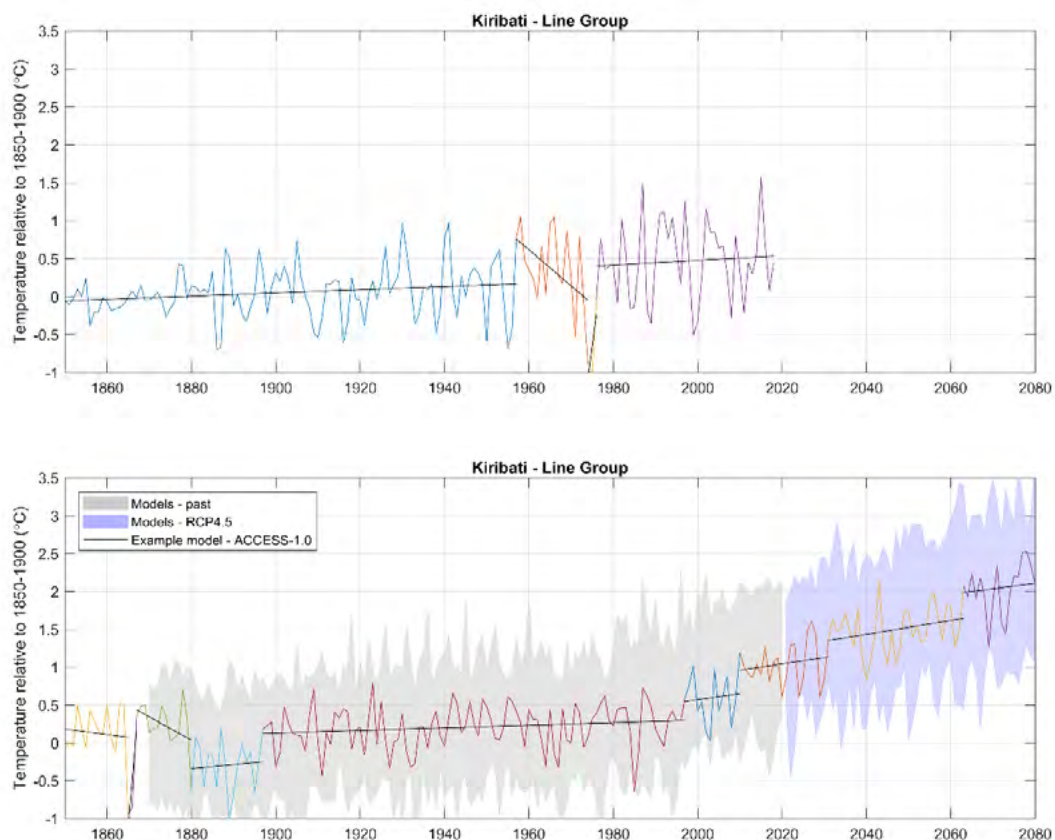 Kiribati - Line Group
Temperature relative to 1850-1900 (°C)
3.5
3
2.5
2
1.5
1
0.5
0
-0.5
-1
1860 1880 1900 1920 1940 1960 1980 2000 2020 2040 2060 2080
Kiribati - Line Group
Temperature relative to 1850-1900 (°C)
3.5
3
2.5
2
1.5
1
0.5
0
-0.5
-1
Models - past
Models - RCP4.5
Example model - ACCESS-1.0
1860 1880 1900 1920 1940 1960 1980 2000 2020 2040 2060 2080